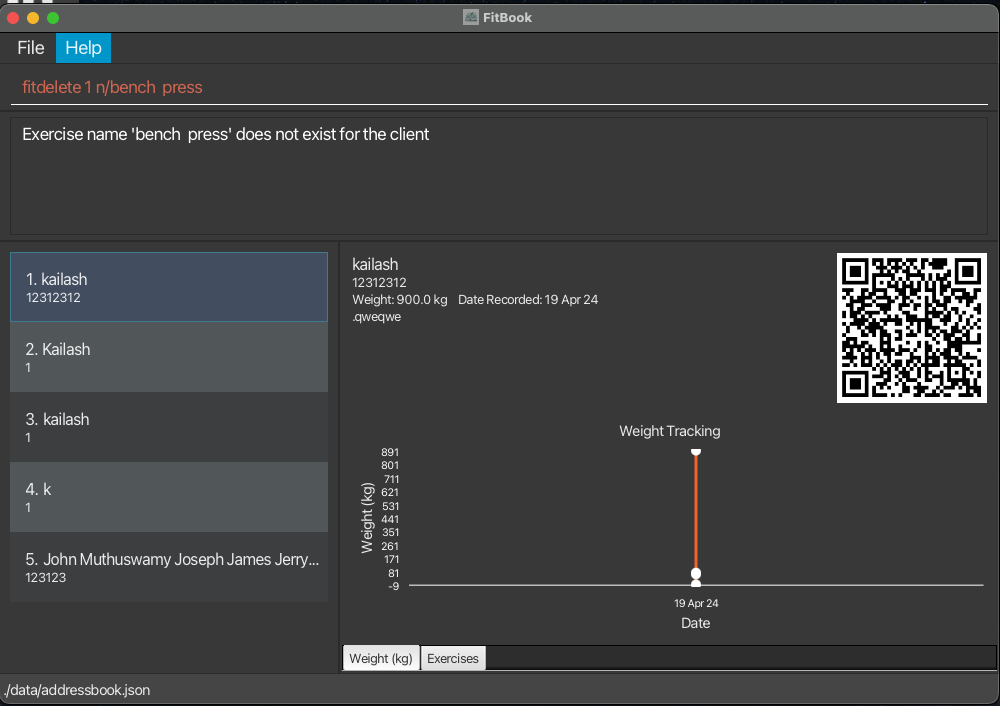 FitBook
File Help
fitdelete 1 n/bench  press
Exercise name 'bench  press' does not exist for the client
1. kailash
12312312
2. Kailash
1
3. kailash
1
4. k
1
5. John Muthuswamy Joseph James Jerry...
123123
kailash
12312312
Weight: 900.0 kg Date Recorded: 19 Apr 24
.qweqwe
Weight Tracking
Weight (kg)
891
801
711
621
531
441
351
261
171
81
-9
19 Apr 24
Date
Weight (kg) Exercises
./data/addressbook.json